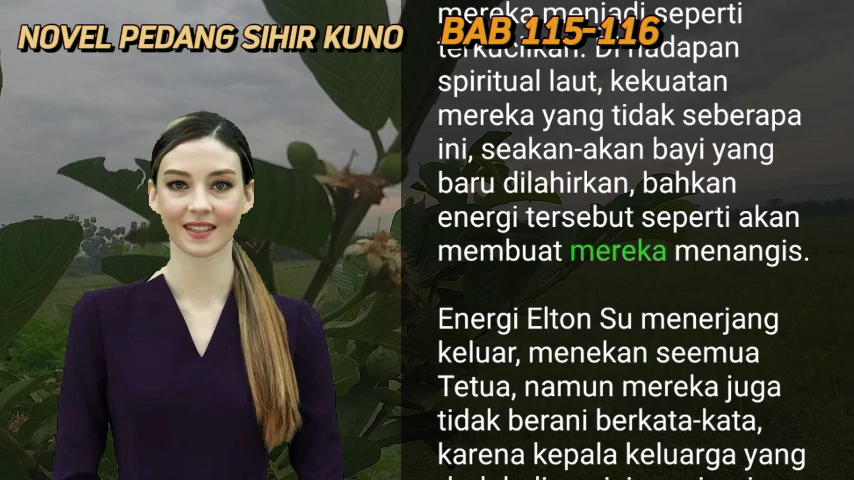 NOVEL PEDANG SIHIR KUNO
BAB 115-116
mereka menjadi seperti
terkucilkan. Di hadapan
spiritual laut, kekuatan
mereka yang tidak seberapa
ini, seakan-akan bayi yang
baru dilahirkan, bahkan
energi tersebut seperti akan
membuat mereka menangis.
Energi Elton Su menerjang
keluar, menekan seemua
Tetua, namun mereka juga
tidak berani berkata-kata,
karena kepala keluarga yang